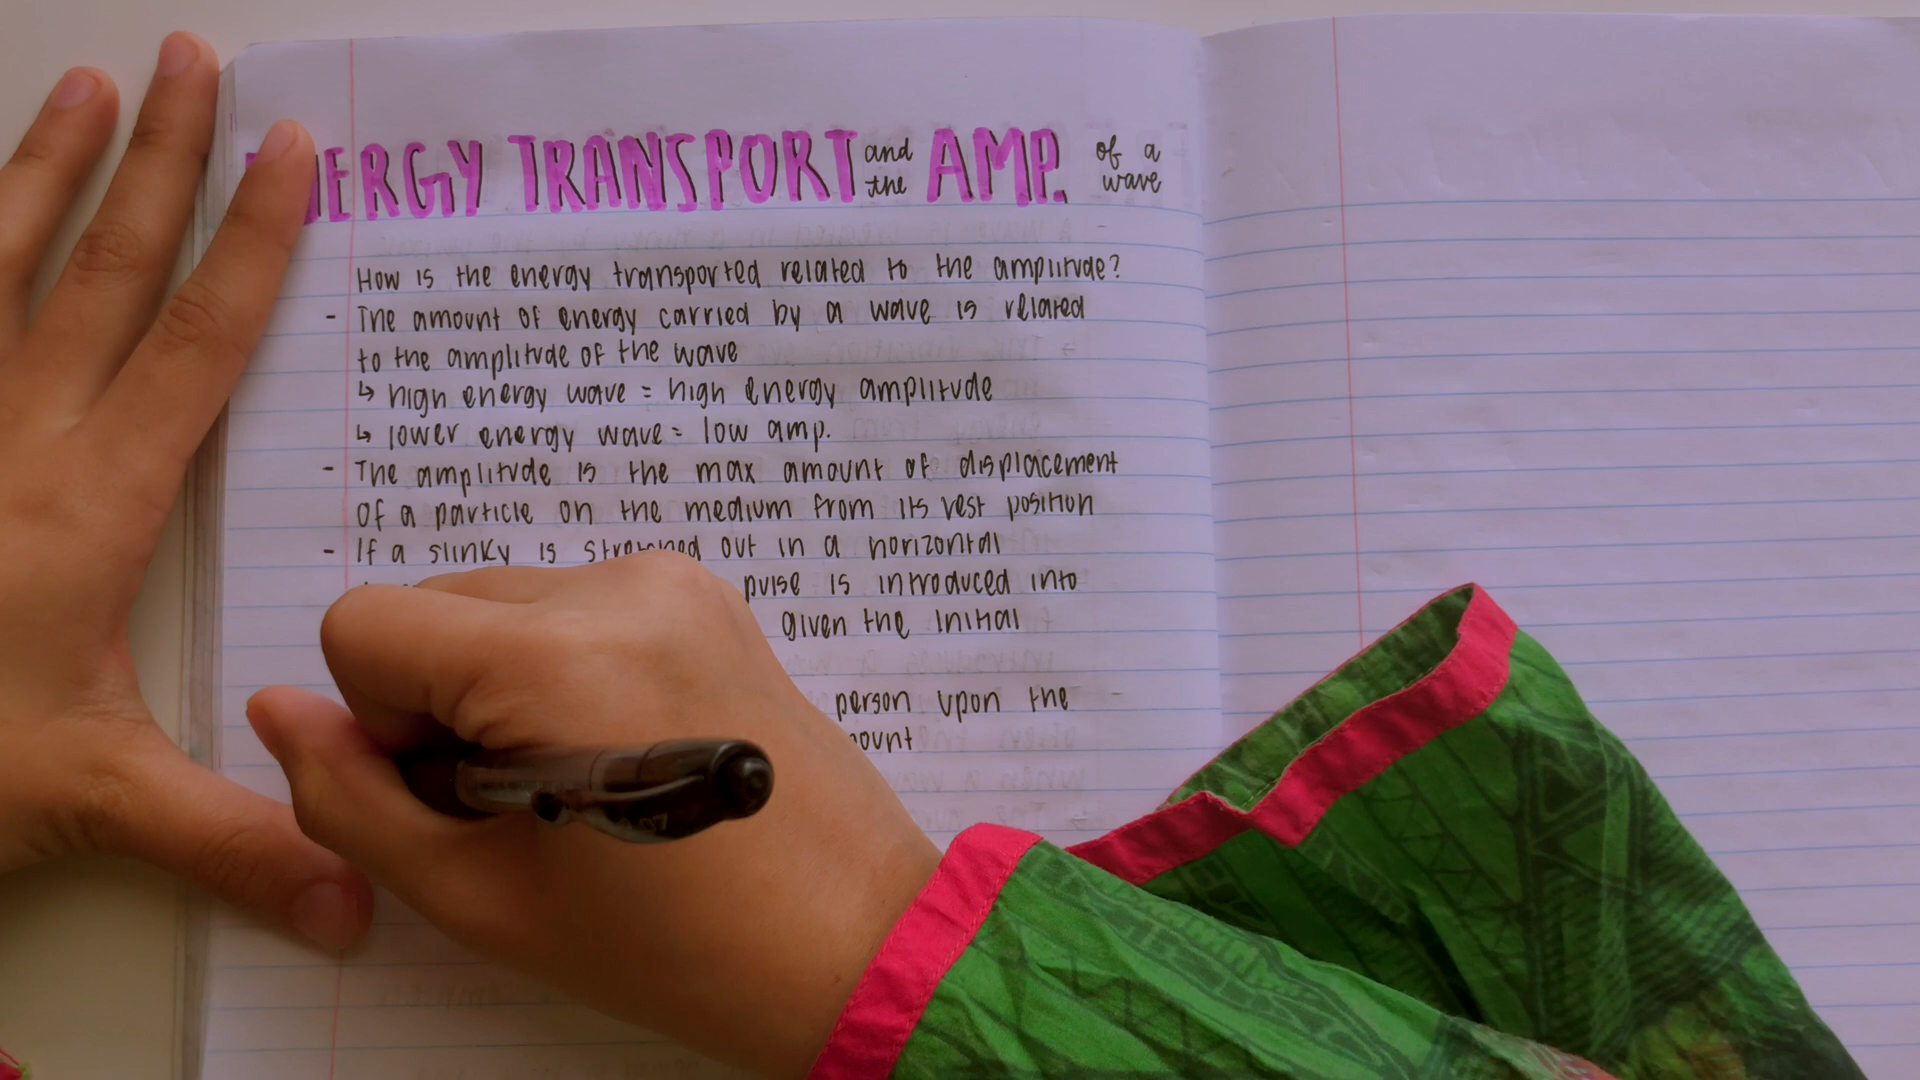 ENERGY TRANSPORT and the AMP. of a wave
How is the energy transported related to the amplitude?
- The amount of energy carried by a wave is related
to the amplitude of the wave
↳ high energy wave = high energy amplitude
↳ lower energy wave = low amp.
- The amplitude is the max amount of displacement
of a particle on the medium from its rest position
- If a slinky is stretched out in a horizontal
pulse is introduced into
given the initial
person upon the
07